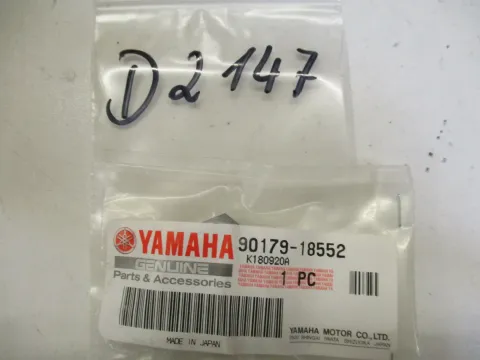 D2147
YAMAHA 90179-18552
K180920A
GENUINE
1 PC
Parts & Accessories
MADE IN JAPAN
YAMAHA MOTOR CO.,LTD.